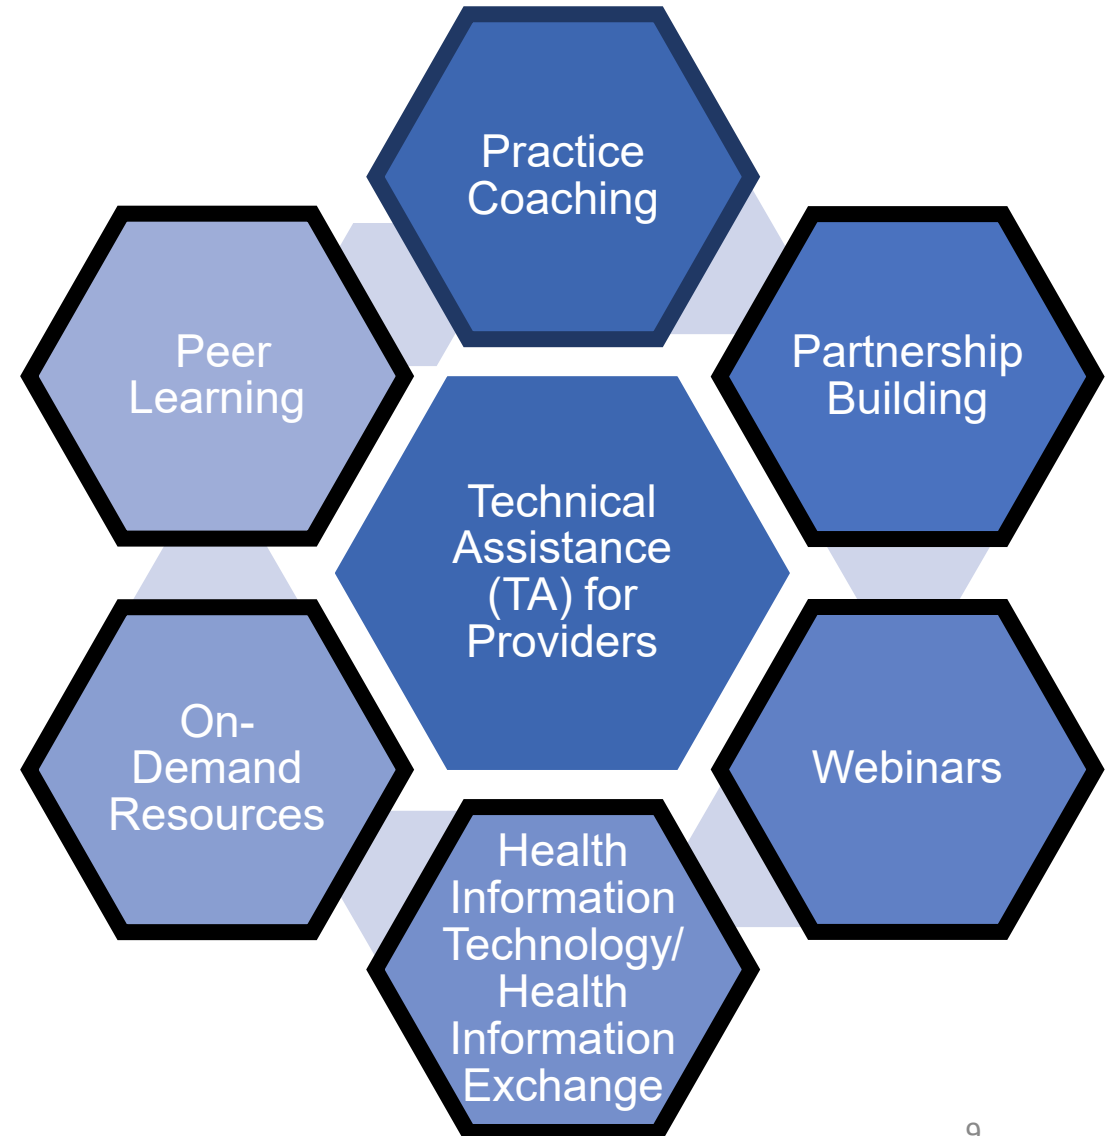 Practice
Coaching
Peer
Learning
Partnership
Building
Technical
Assistance
(TA) for
Providers
On-
Demand
Resources
Webinars
Health
Information
Technology/
Health
Information
Exchange
9